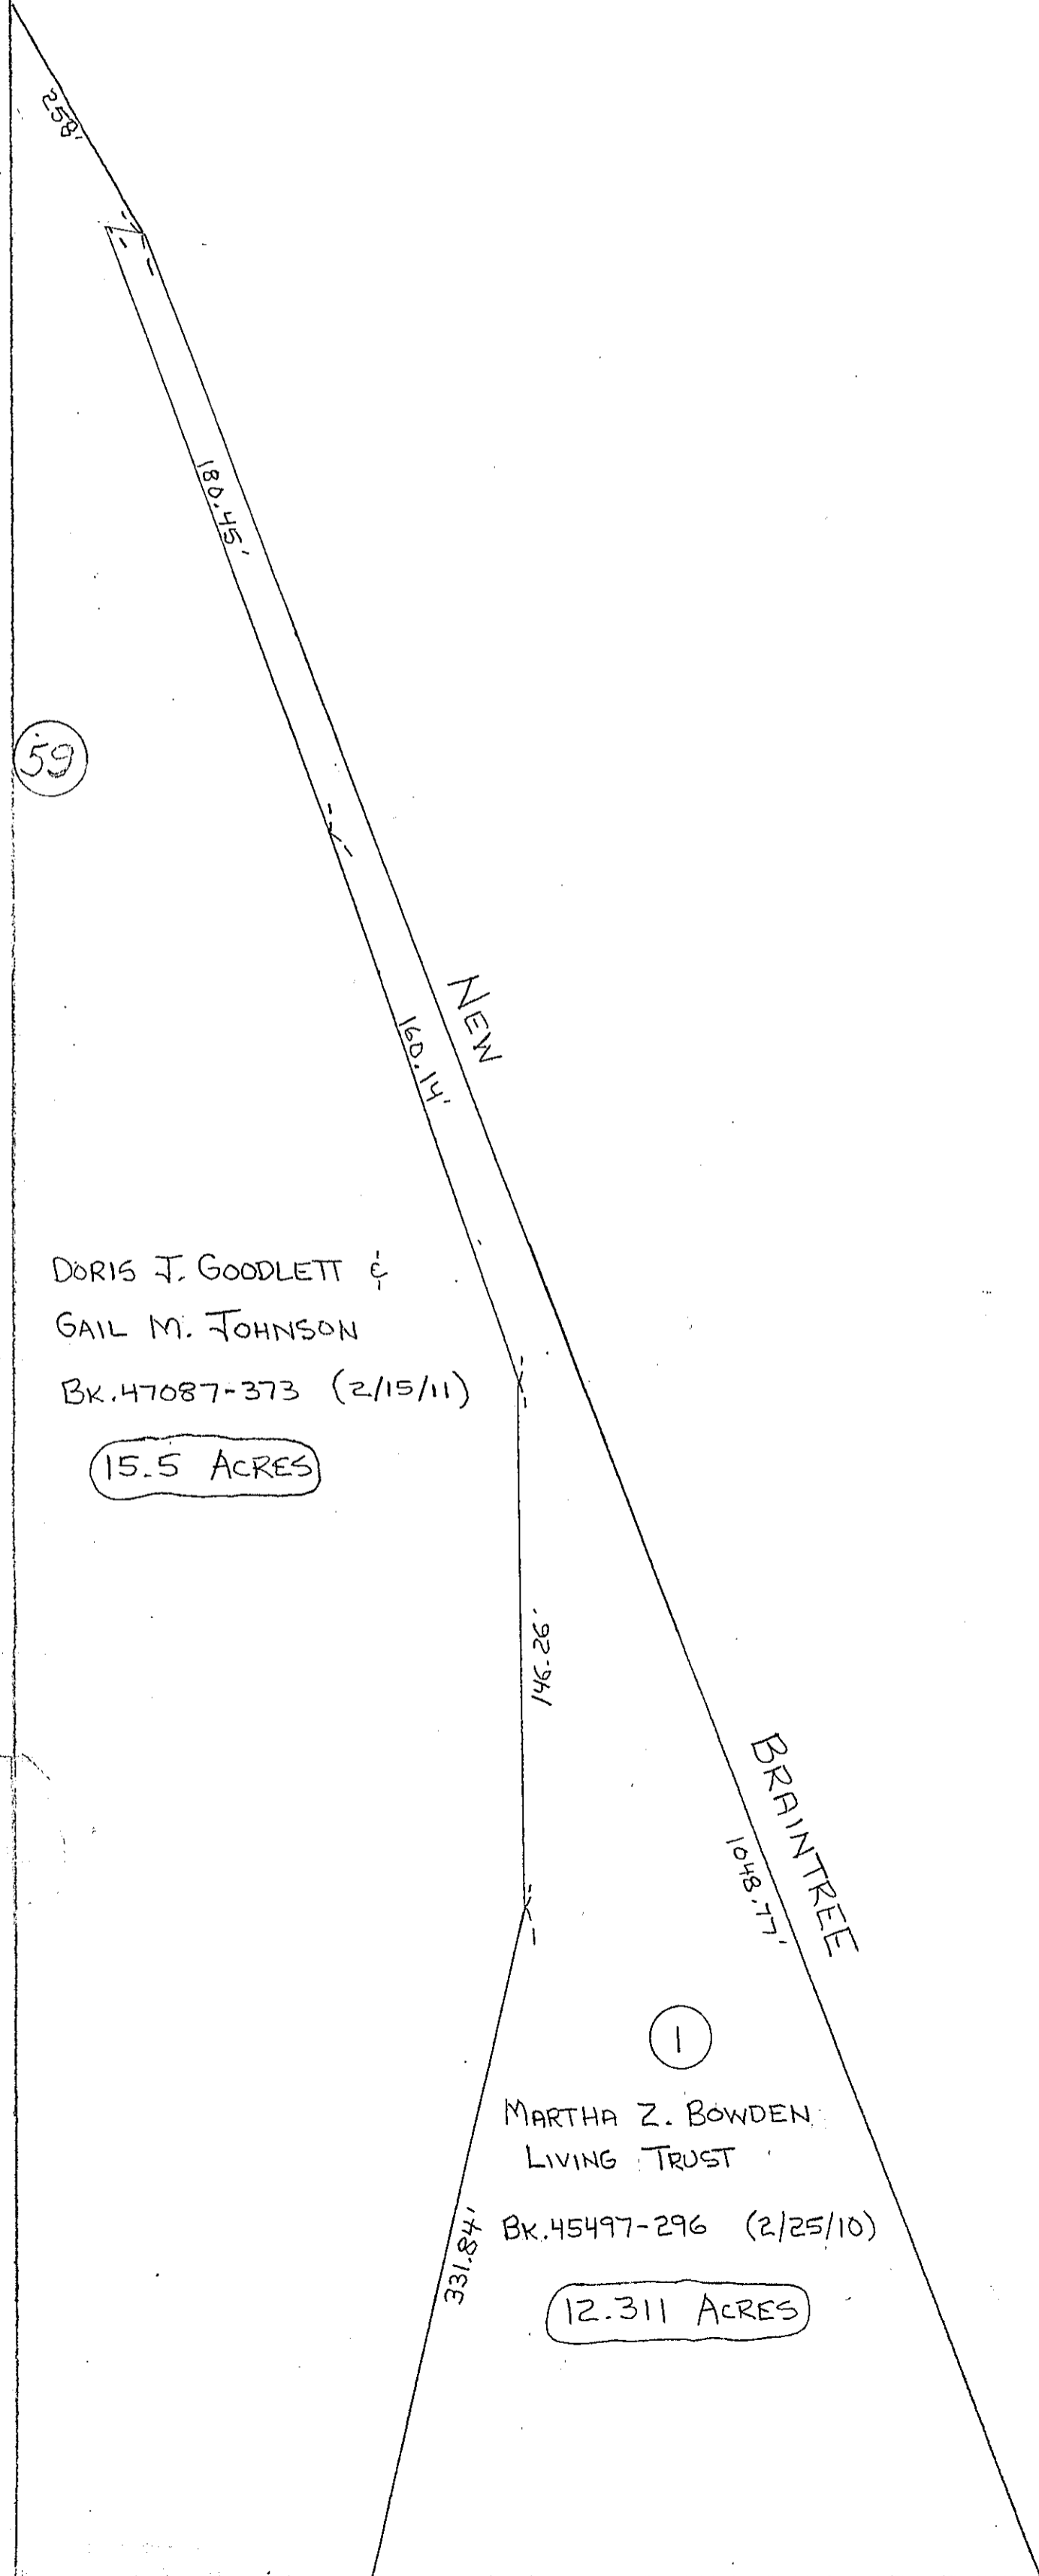 258'
180.45'
59
NEW
160.14'
DORIS J. GOODLETT &
GAIL M. JOHNSON
BK.47087-373 (2/15/11)
15.5 ACRES
146.26'
BRAINTREE
1048.77'
1
MARTHA Z. BOWDEN
LIVING TRUST
BK.45497-296 (2/25/10)
331.84'
12.311 ACRES